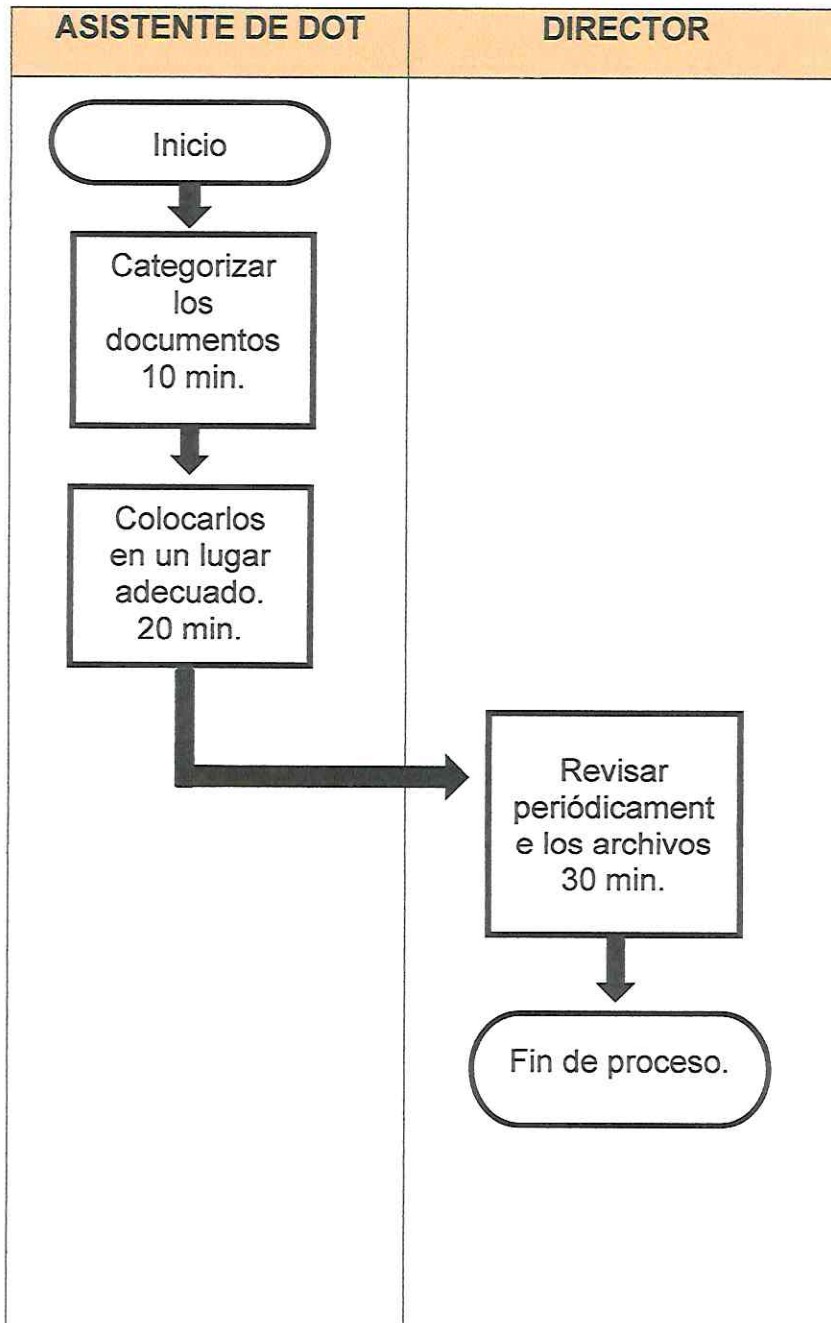 ASISTENTE DE DOT
DIRECTOR
Inicio
Categorizar
los
documentos
10 min.
Colocarlos
en un lugar
adecuado.
20 min.
Revisar
periódicament
e los archivos
30 min.
Fin de proceso.